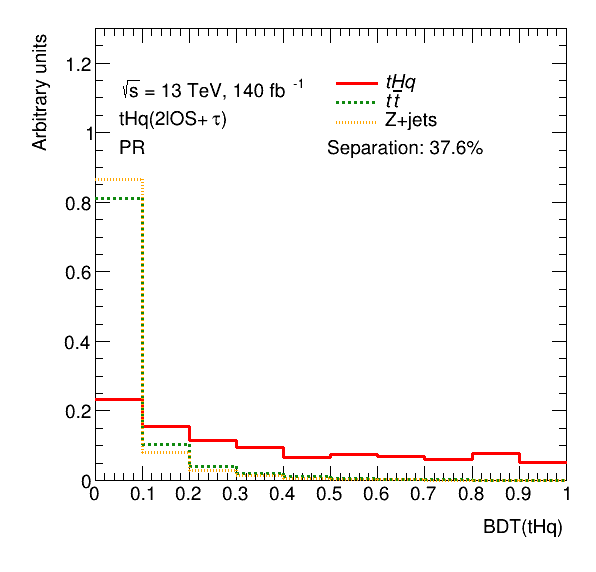 Arbitrary units
1.2
1
0.8
0.6
0.4
0.2
0
√s = 13 TeV, 140 fb⁻¹
tHq(2lOS+ τ)
PR
tHq
tt̅
Z+jets
Separation: 37.6%
0 0.1 0.2 0.3 0.4 0.5 0.6 0.7 0.8 0.9 1
BDT(tHq)